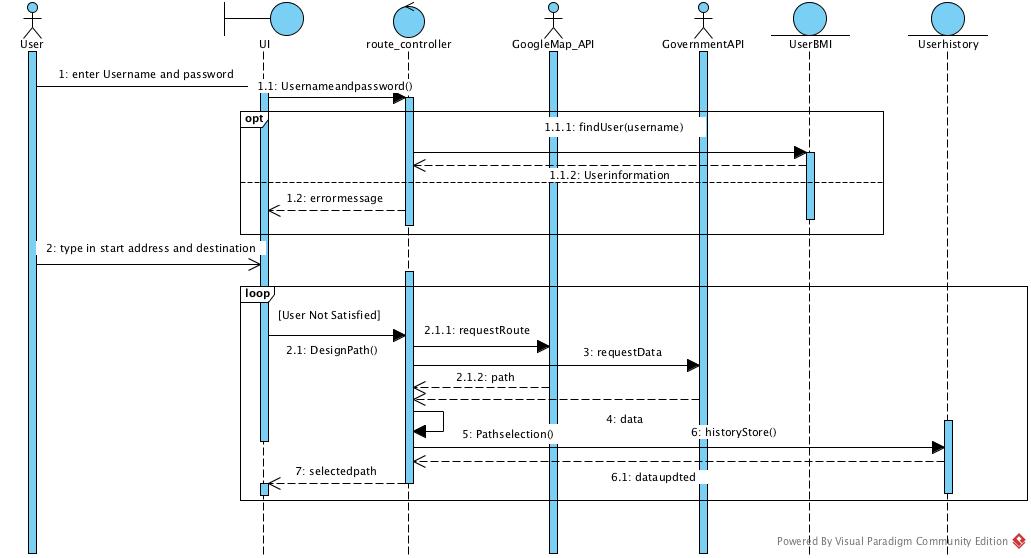 User
UI
route_controller
GoogleMap_API
GovernmentAPI
UserBMI
Userhistory
1: enter Username and password
1.1: Usernameandpassword()
opt
1.1.1: findUser(username)
1.1.2: Userinformation
1.2: errormessage
2: type in start address and destination
loop
[User Not Satisfied]
2.1.1: requestRoute
2.1: DesignPath()
3: requestData
2.1.2: path
4: data
5: Pathselection()
6: historyStore()
7: selectedpath
6.1: dataupdted
Powered By Visual Paradigm Community Edition